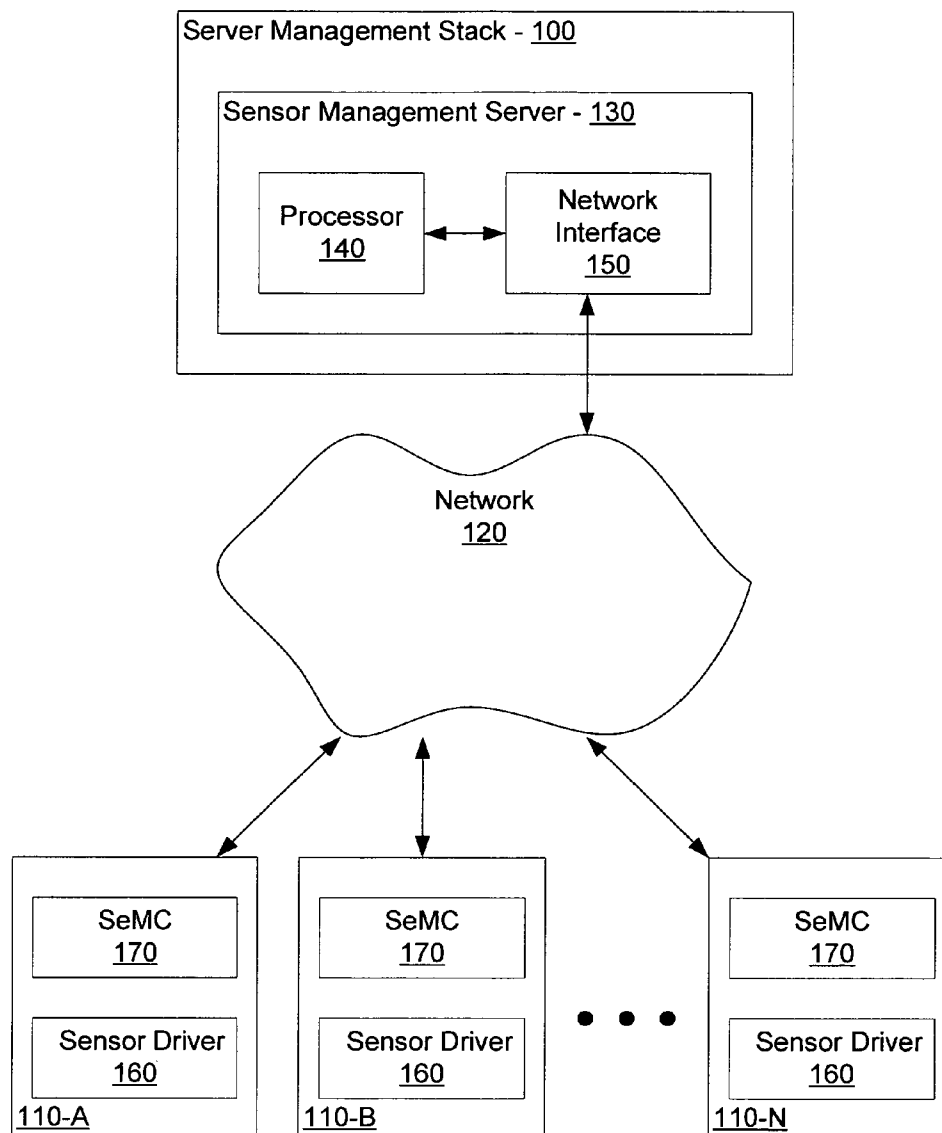 Server Management Stack - 100
Sensor Management Server - 130
Processor
140
Network
Interface
150
Network
120
SeMC
170
Sensor Driver
160
110-A
SeMC
170
Sensor Driver
160
110-B
SeMC
170
Sensor Driver
160
110-N